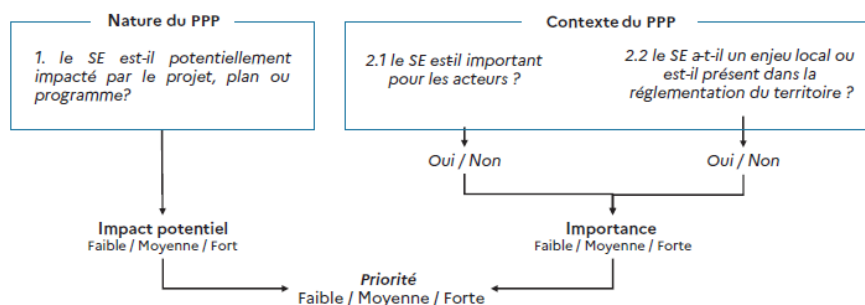 Nature du PPP
1. le SE est-il potentiellement
impacté par le projet, plan ou
programme?
Contexte du PPP
2.1 le SE est-il important
pour les acteurs ?
2.2 le SE a-t-il un enjeu local ou
est-il présent dans la
réglementation du territoire ?
Oui / Non
Oui / Non
Impact potentiel
Faible / Moyenne / Fort
Importance
Faible / Moyenne / Forte
Priorité
Faible / Moyenne / Forte